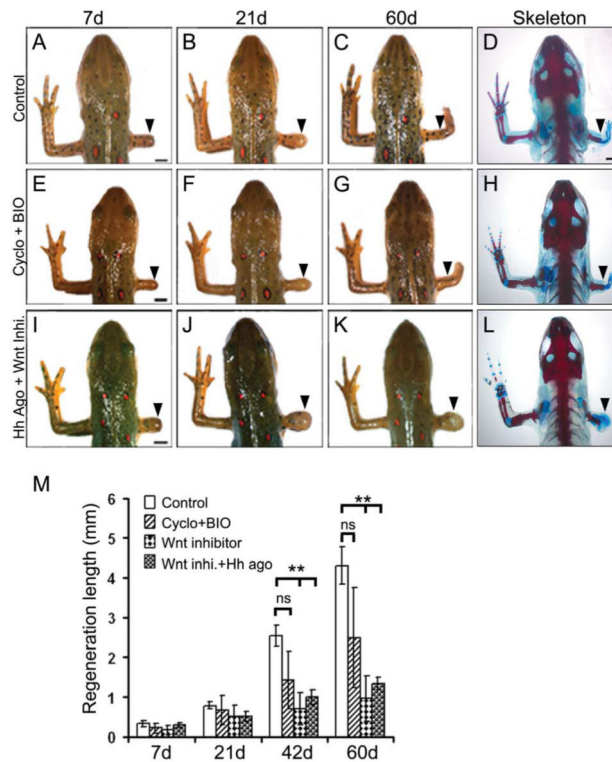 7d 21d 60d Skeleton
Control
A B C D
Cyclo + BIO
E F G H
Hh Ago + Wnt Inhi.
I J K L
M
Regeneration length (mm)
6
5
4
3
2
1
0
Control
Cyclo+BIO
Wnt inhibitor
Wnt inhi.+Hh ago
**
ns
**
ns
7d 21d 42d 60d